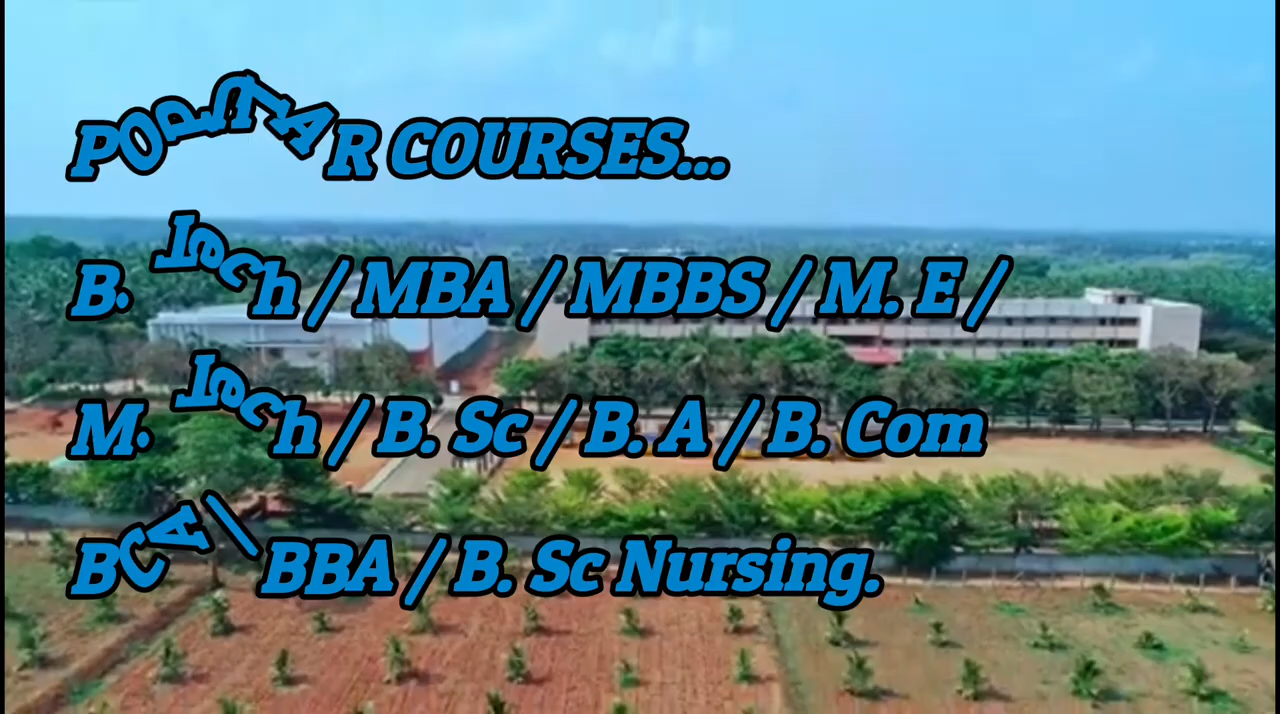 POPULAR COURSES...
B. Tech / MBA / MBBS / M. E /
M. Tech / B. Sc / B. A / B. Com
BCA / BBA / B. Sc Nursing.